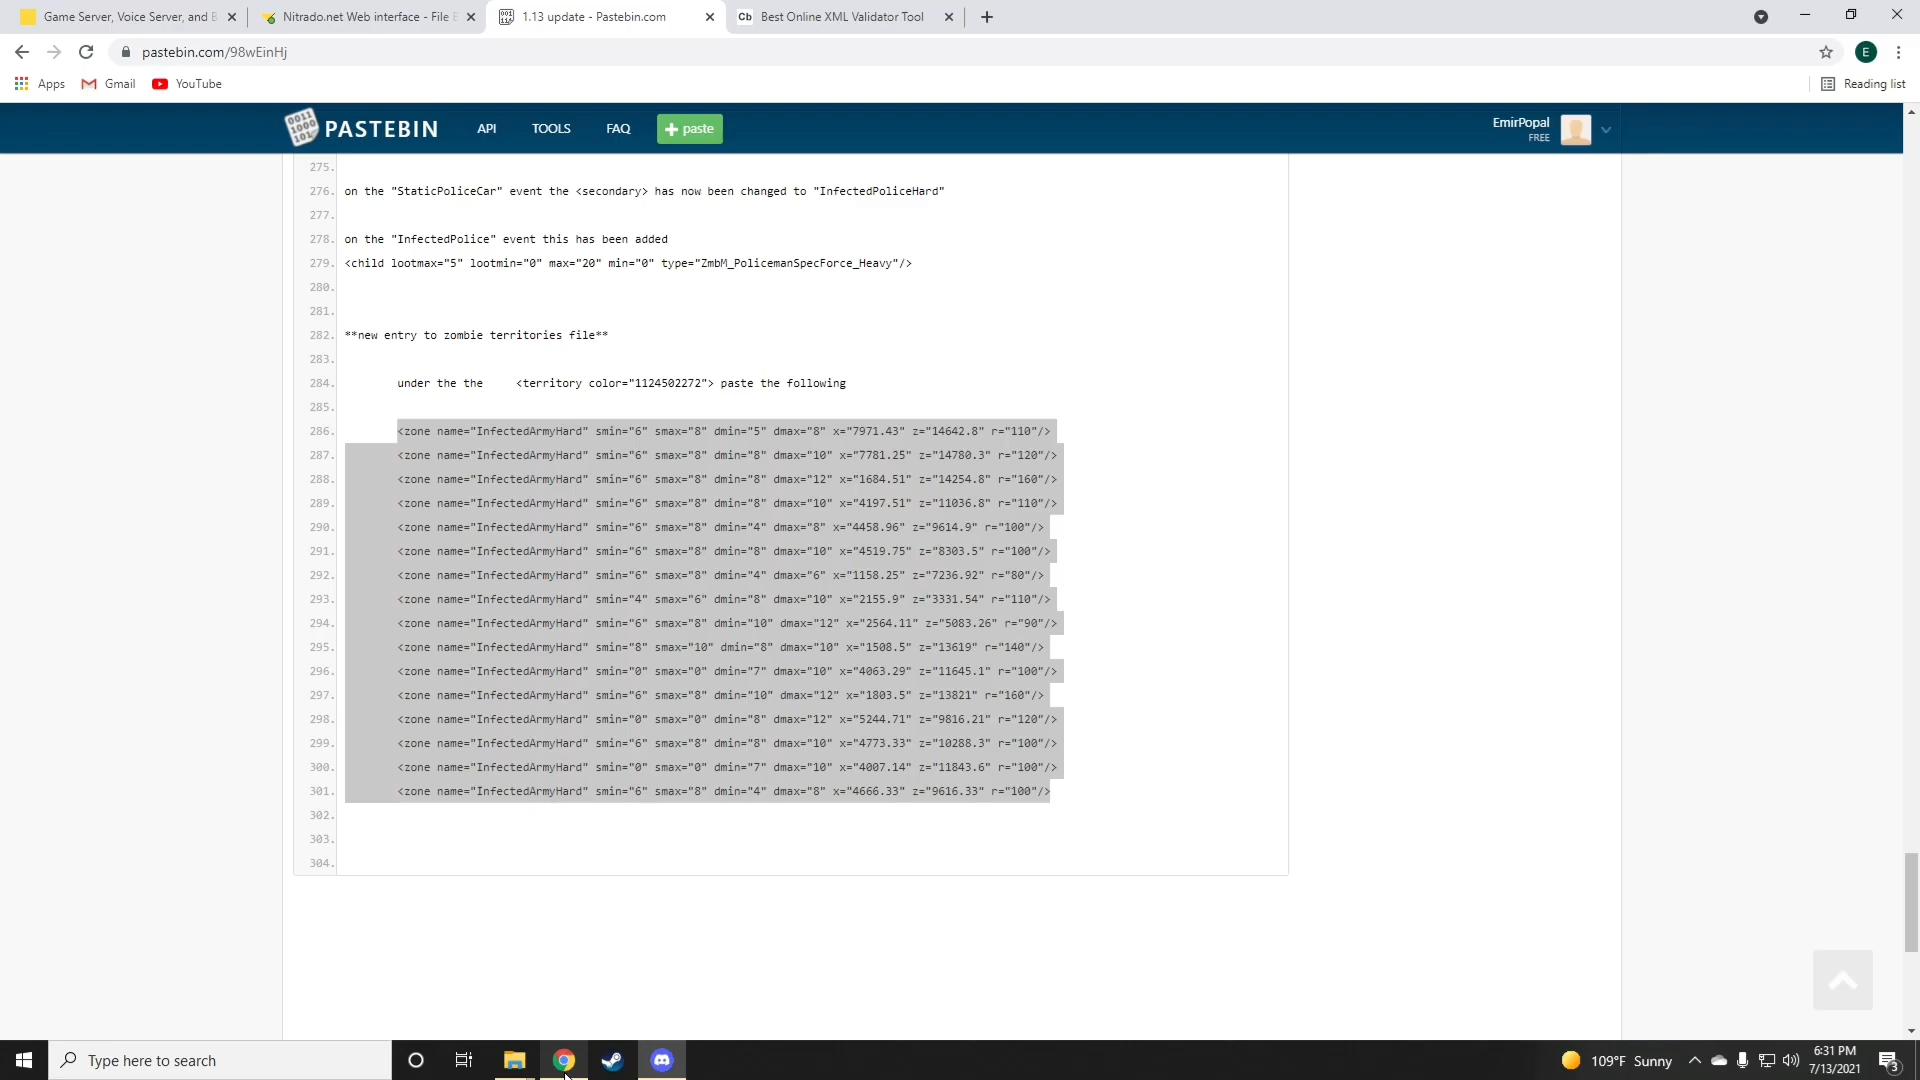 Game Server, Voice Server, and B
Nitrado.net Web interface - File E
1.13 update - Pastebin.com
Cb Best Online XML Validator Tool
pastebin.com/98wEinHj
E
Apps Gmail YouTube Reading list
PASTEBIN API TOOLS FAQ + paste EmirPopal
FREE
275.
276. on the "StaticPoliceCar" event the <secondary> has now been changed to "InfectedPoliceHard"
277.
278. on the "InfectedPolice" event this has been added
279. <child lootmax="5" lootmin="0" max="20" min="0" type="ZmbM_PolicemanSpecForce_Heavy"/>
280.
281.
282. **new entry to zombie territories file**
283.
284. under the the <territory color="1124502272"> paste the following
285.
286. <zone name="InfectedArmyHard" smin="6" smax="8" dmin="5" dmax="8" x="7971.43" z="14642.8" r="110"/>
287. <zone name="InfectedArmyHard" smin="6" smax="8" dmin="8" dmax="10" x="7781.25" z="14780.3" r="120"/>
288. <zone name="InfectedArmyHard" smin="6" smax="8" dmin="8" dmax="12" x="1684.51" z="14254.8" r="160"/>
289. <zone name="InfectedArmyHard" smin="6" smax="8" dmin="8" dmax="10" x="4197.51" z="11036.8" r="110"/>
290. <zone name="InfectedArmyHard" smin="6" smax="8" dmin="4" dmax="8" x="4458.96" z="9614.9" r="100"/>
291. <zone name="InfectedArmyHard" smin="6" smax="8" dmin="8" dmax="10" x="4519.75" z="8303.5" r="100"/>
292. <zone name="InfectedArmyHard" smin="6" smax="8" dmin="4" dmax="6" x="1158.25" z="7236.92" r="80"/>
293. <zone name="InfectedArmyHard" smin="4" smax="6" dmin="8" dmax="10" x="2155.9" z="3331.54" r="110"/>
294. <zone name="InfectedArmyHard" smin="6" smax="8" dmin="10" dmax="12" x="2564.11" z="5083.26" r="90"/>
295. <zone name="InfectedArmyHard" smin="8" smax="10" dmin="8" dmax="10" x="1508.5" z="13619" r="140"/>
296. <zone name="InfectedArmyHard" smin="0" smax="0" dmin="7" dmax="10" x="4063.29" z="11645.1" r="100"/>
297. <zone name="InfectedArmyHard" smin="6" smax="8" dmin="10" dmax="12" x="1803.5" z="13821" r="160"/>
298. <zone name="InfectedArmyHard" smin="0" smax="0" dmin="8" dmax="12" x="5244.71" z="9816.21" r="120"/>
299. <zone name="InfectedArmyHard" smin="6" smax="8" dmin="8" dmax="10" x="4773.33" z="10288.3" r="100"/>
300. <zone name="InfectedArmyHard" smin="0" smax="0" dmin="7" dmax="10" x="4007.14" z="11843.6" r="100"/>
301. <zone name="InfectedArmyHard" smin="6" smax="8" dmin="4" dmax="8" x="4666.33" z="9616.33" r="100"/>
302.
303.
304.
Type here to search
109°F Sunny
6:31 PM
7/13/2021
3